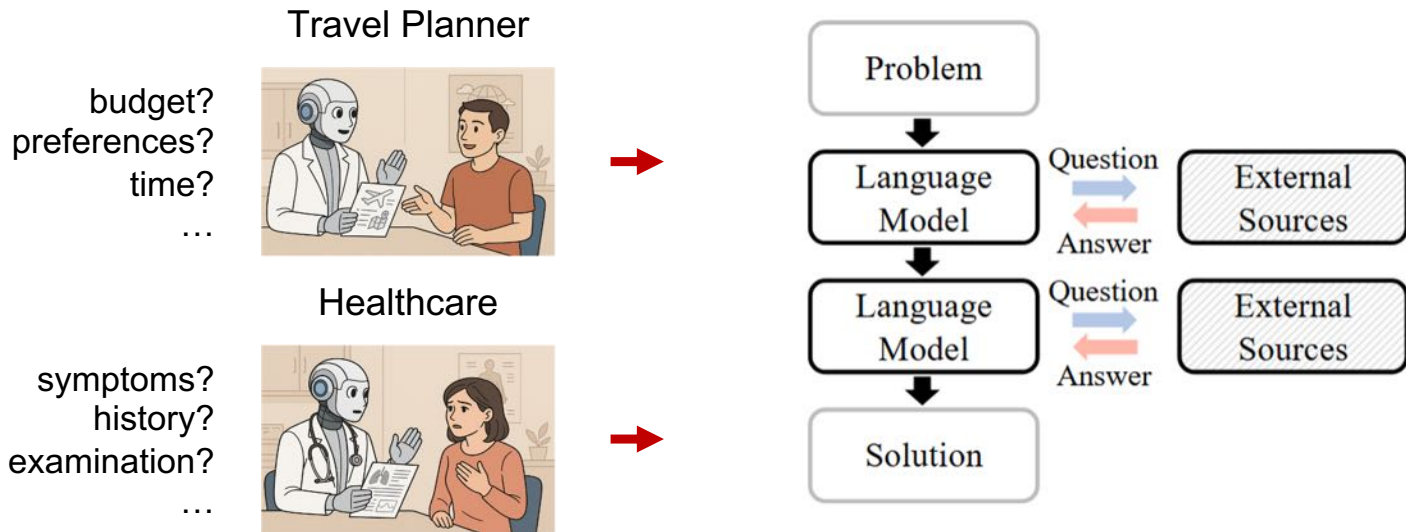 Travel Planner
budget?
preferences?
time?
…
Healthcare
symptoms?
history?
examination?
…
Problem
Language
Model
Question
Answer
External
Sources
Language
Model
Question
Answer
External
Sources
Solution